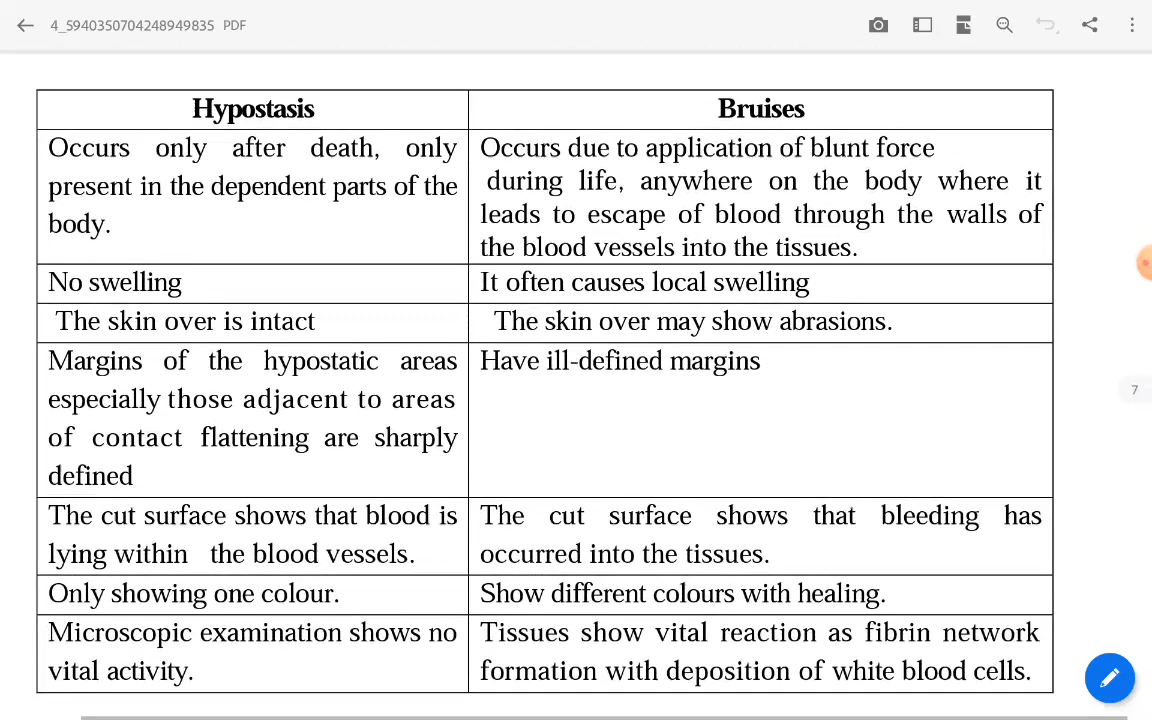 4_5940350704248949835 PDF
Hypostasis
Bruises
Occurs only after death, only
present in the dependent parts of the
body.
Occurs due to application of blunt force
during life, anywhere on the body where it
leads to escape of blood through the walls of
the blood vessels into the tissues.
No swelling
It often causes local swelling
The skin over is intact
The skin over may show abrasions.
Margins of the hypostatic areas
especially those adjacent to areas
of contact flattening are sharply
defined
Have ill-defined margins
The cut surface shows that blood is
lying within the blood vessels.
The cut surface shows that bleeding has
occurred into the tissues.
Only showing one colour.
Show different colours with healing.
Microscopic examination shows no
vital activity.
Tissues show vital reaction as fibrin network
formation with deposition of white blood cells.
7